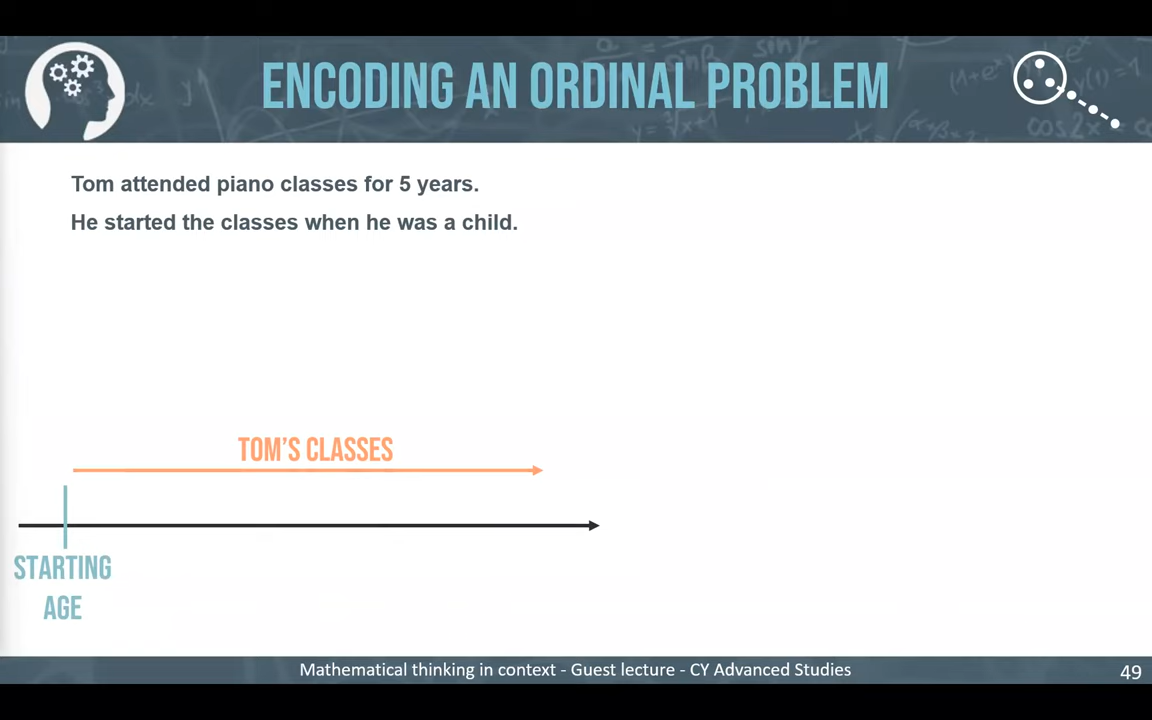 ENCODING AN ORDINAL PROBLEM
Tom attended piano classes for 5 years.
He started the classes when he was a child.
TOM'S CLASSES
STARTING
AGE
Mathematical thinking in context - Guest lecture - CY Advanced Studies
49